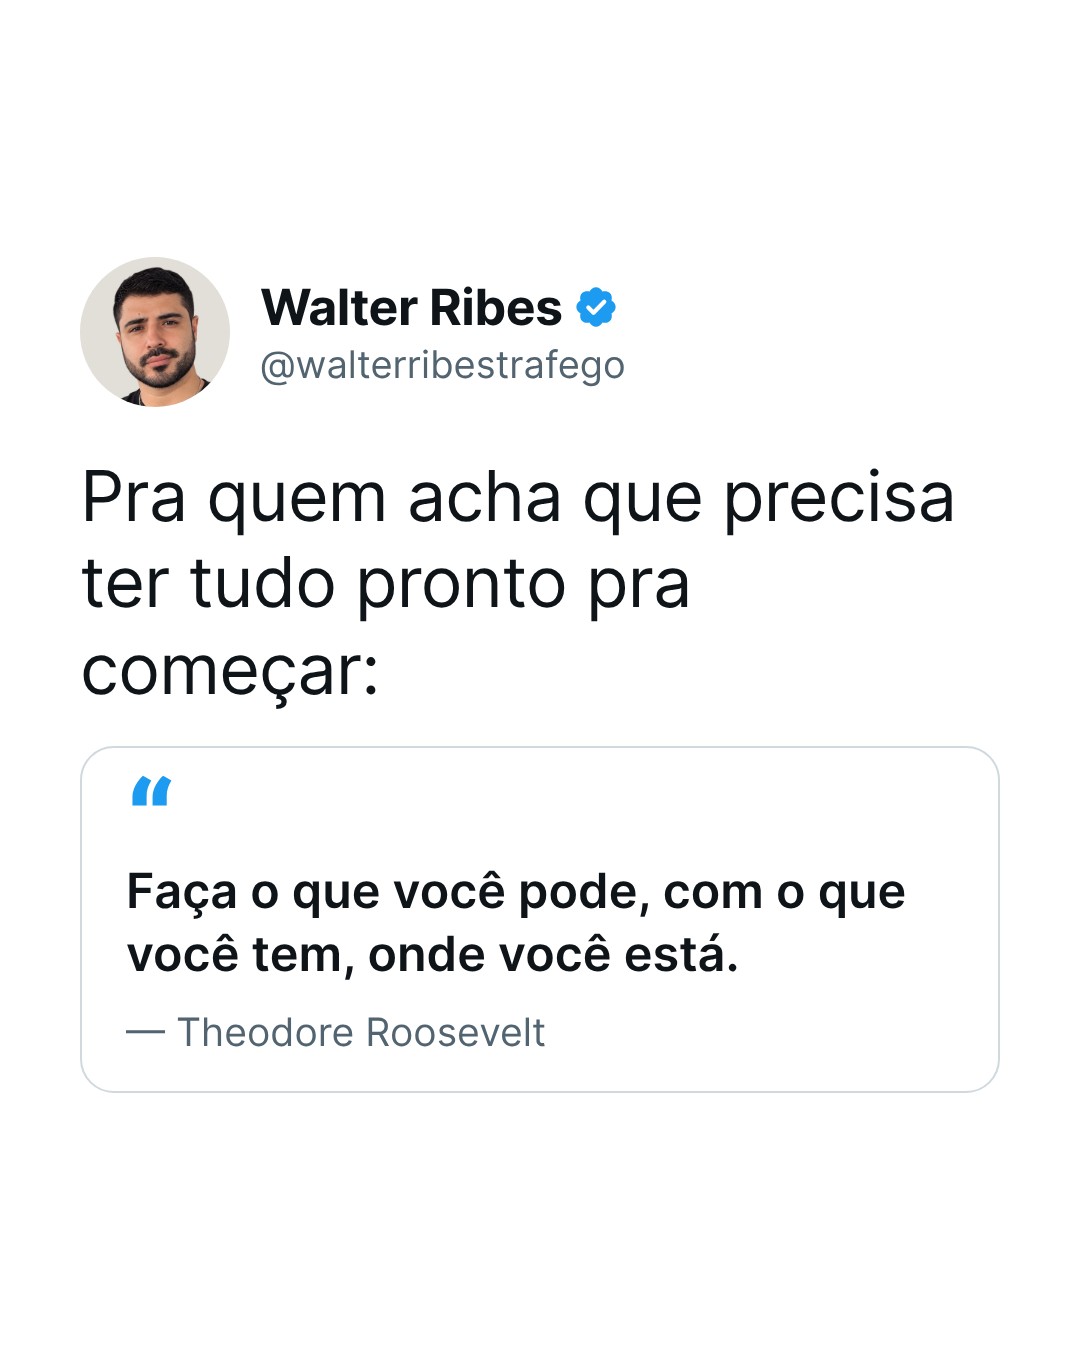 Walter Ribes
@walterribestrafego
Pra quem acha que precisa
ter tudo pronto pra
começar:
“
Faça o que você pode, com o que
você tem, onde você está.
— Theodore Roosevelt